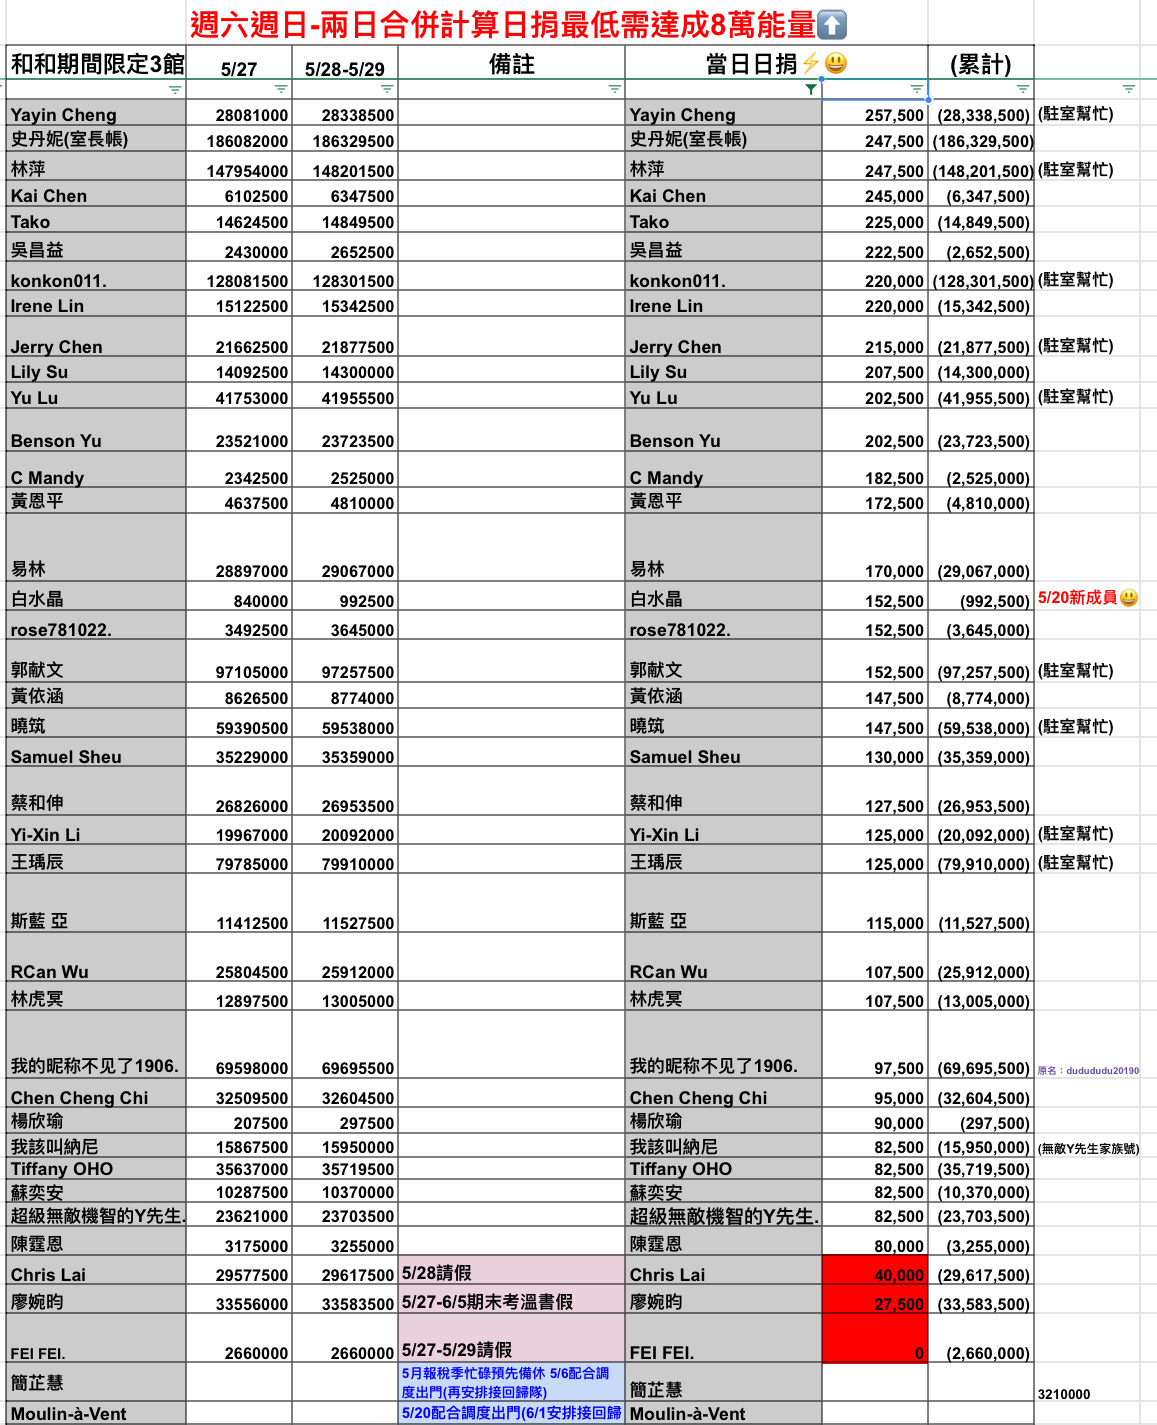 週六週日-兩日合併計算日捐最低需達成8萬能量⬆️
和和期間限定3館 5/27 5/28-5/29 備註 當日日捐⚡😃 (累計)
Yayin Cheng 28081000 28338500 Yayin Cheng 257,500 (28,338,500) (駐室幫忙)
史丹妮(室長帳) 186082000 186329500 史丹妮(室長帳) 247,500 (186,329,500)
林萍 147954000 148201500 林萍 247,500 (148,201,500) (駐室幫忙)
Kai Chen 6102500 6347500 Kai Chen 245,000 (6,347,500)
Tako 14624500 14849500 Tako 225,000 (14,849,500)
吳昌益 2430000 2652500 吳昌益 222,500 (2,652,500)
konkon011. 128081500 128301500 konkon011. 220,000 (128,301,500) (駐室幫忙)
Irene Lin 15122500 15342500 Irene Lin 220,000 (15,342,500)
Jerry Chen 21662500 21877500 Jerry Chen 215,000 (21,877,500) (駐室幫忙)
Lily Su 14092500 14300000 Lily Su 207,500 (14,300,000)
Yu Lu 41753000 41955500 Yu Lu 202,500 (41,955,500) (駐室幫忙)
Benson Yu 23521000 23723500 Benson Yu 202,500 (23,723,500)
C Mandy 2342500 2525000 C Mandy 182,500 (2,525,000)
黃恩平 4637500 4810000 黃恩平 172,500 (4,810,000)
易林 28897000 29067000 易林 170,000 (29,067,000)
白水晶 840000 992500 白水晶 152,500 (992,500) 5/20新成員😃
rose781022. 3492500 3645000 rose781022. 152,500 (3,645,000)
郭献文 97105000 97257500 郭献文 152,500 (97,257,500) (駐室幫忙)
黃依涵 8626500 8774000 黃依涵 147,500 (8,774,000)
曉筑 59390500 59538000 曉筑 147,500 (59,538,000) (駐室幫忙)
Samuel Sheu 35229000 35359000 Samuel Sheu 130,000 (35,359,000)
蔡和伸 26826000 26953500 蔡和伸 127,500 (26,953,500)
Yi-Xin Li 19967000 20092000 Yi-Xin Li 125,000 (20,092,000) (駐室幫忙)
王瑀辰 79785000 79910000 王瑀辰 125,000 (79,910,000) (駐室幫忙)
斯藍 亞 11412500 11527500 斯藍 亞 115,000 (11,527,500)
RCan Wu 25804500 25912000 RCan Wu 107,500 (25,912,000)
林虎冥 12897500 13005000 林虎冥 107,500 (13,005,000)
我的昵称不见了1906. 69598000 69695500 我的昵称不见了1906. 97,500 (69,695,500) 原名：dudududu20190
Chen Cheng Chi 32509500 32604500 Chen Cheng Chi 95,000 (32,604,500)
楊欣瑜 207500 297500 楊欣瑜 90,000 (297,500)
我該叫納尼 15867500 15950000 我該叫納尼 82,500 (15,950,000) (無敵Y先生家族號)
Tiffany OHO 35637000 35719500 Tiffany OHO 82,500 (35,719,500)
蘇奕安 10287500 10370000 蘇奕安 82,500 (10,370,000)
超級無敵機智的Y先生. 23621000 23703500 超級無敵機智的Y先生. 82,500 (23,703,500)
陳霆恩 3175000 3255000 陳霆恩 80,000 (3,255,000)
Chris Lai 29577500 29617500 5/28請假 Chris Lai 40,000 (29,617,500)
廖婉昀 33556000 33583500 5/27-6/5期末考溫書假 廖婉昀 27,500 (33,583,500)
FEI FEI. 2660000 2660000 5/27-5/29請假 FEI FEI. 0 (2,660,000)
簡芷慧 5月報稅季忙碌預先備休 5/6配合調
度出門(再安排接回歸隊) 簡芷慧 3210000
Moulin-à-Vent 5/20配合調度出門(6/1安排接回歸 Moulin-à-Vent